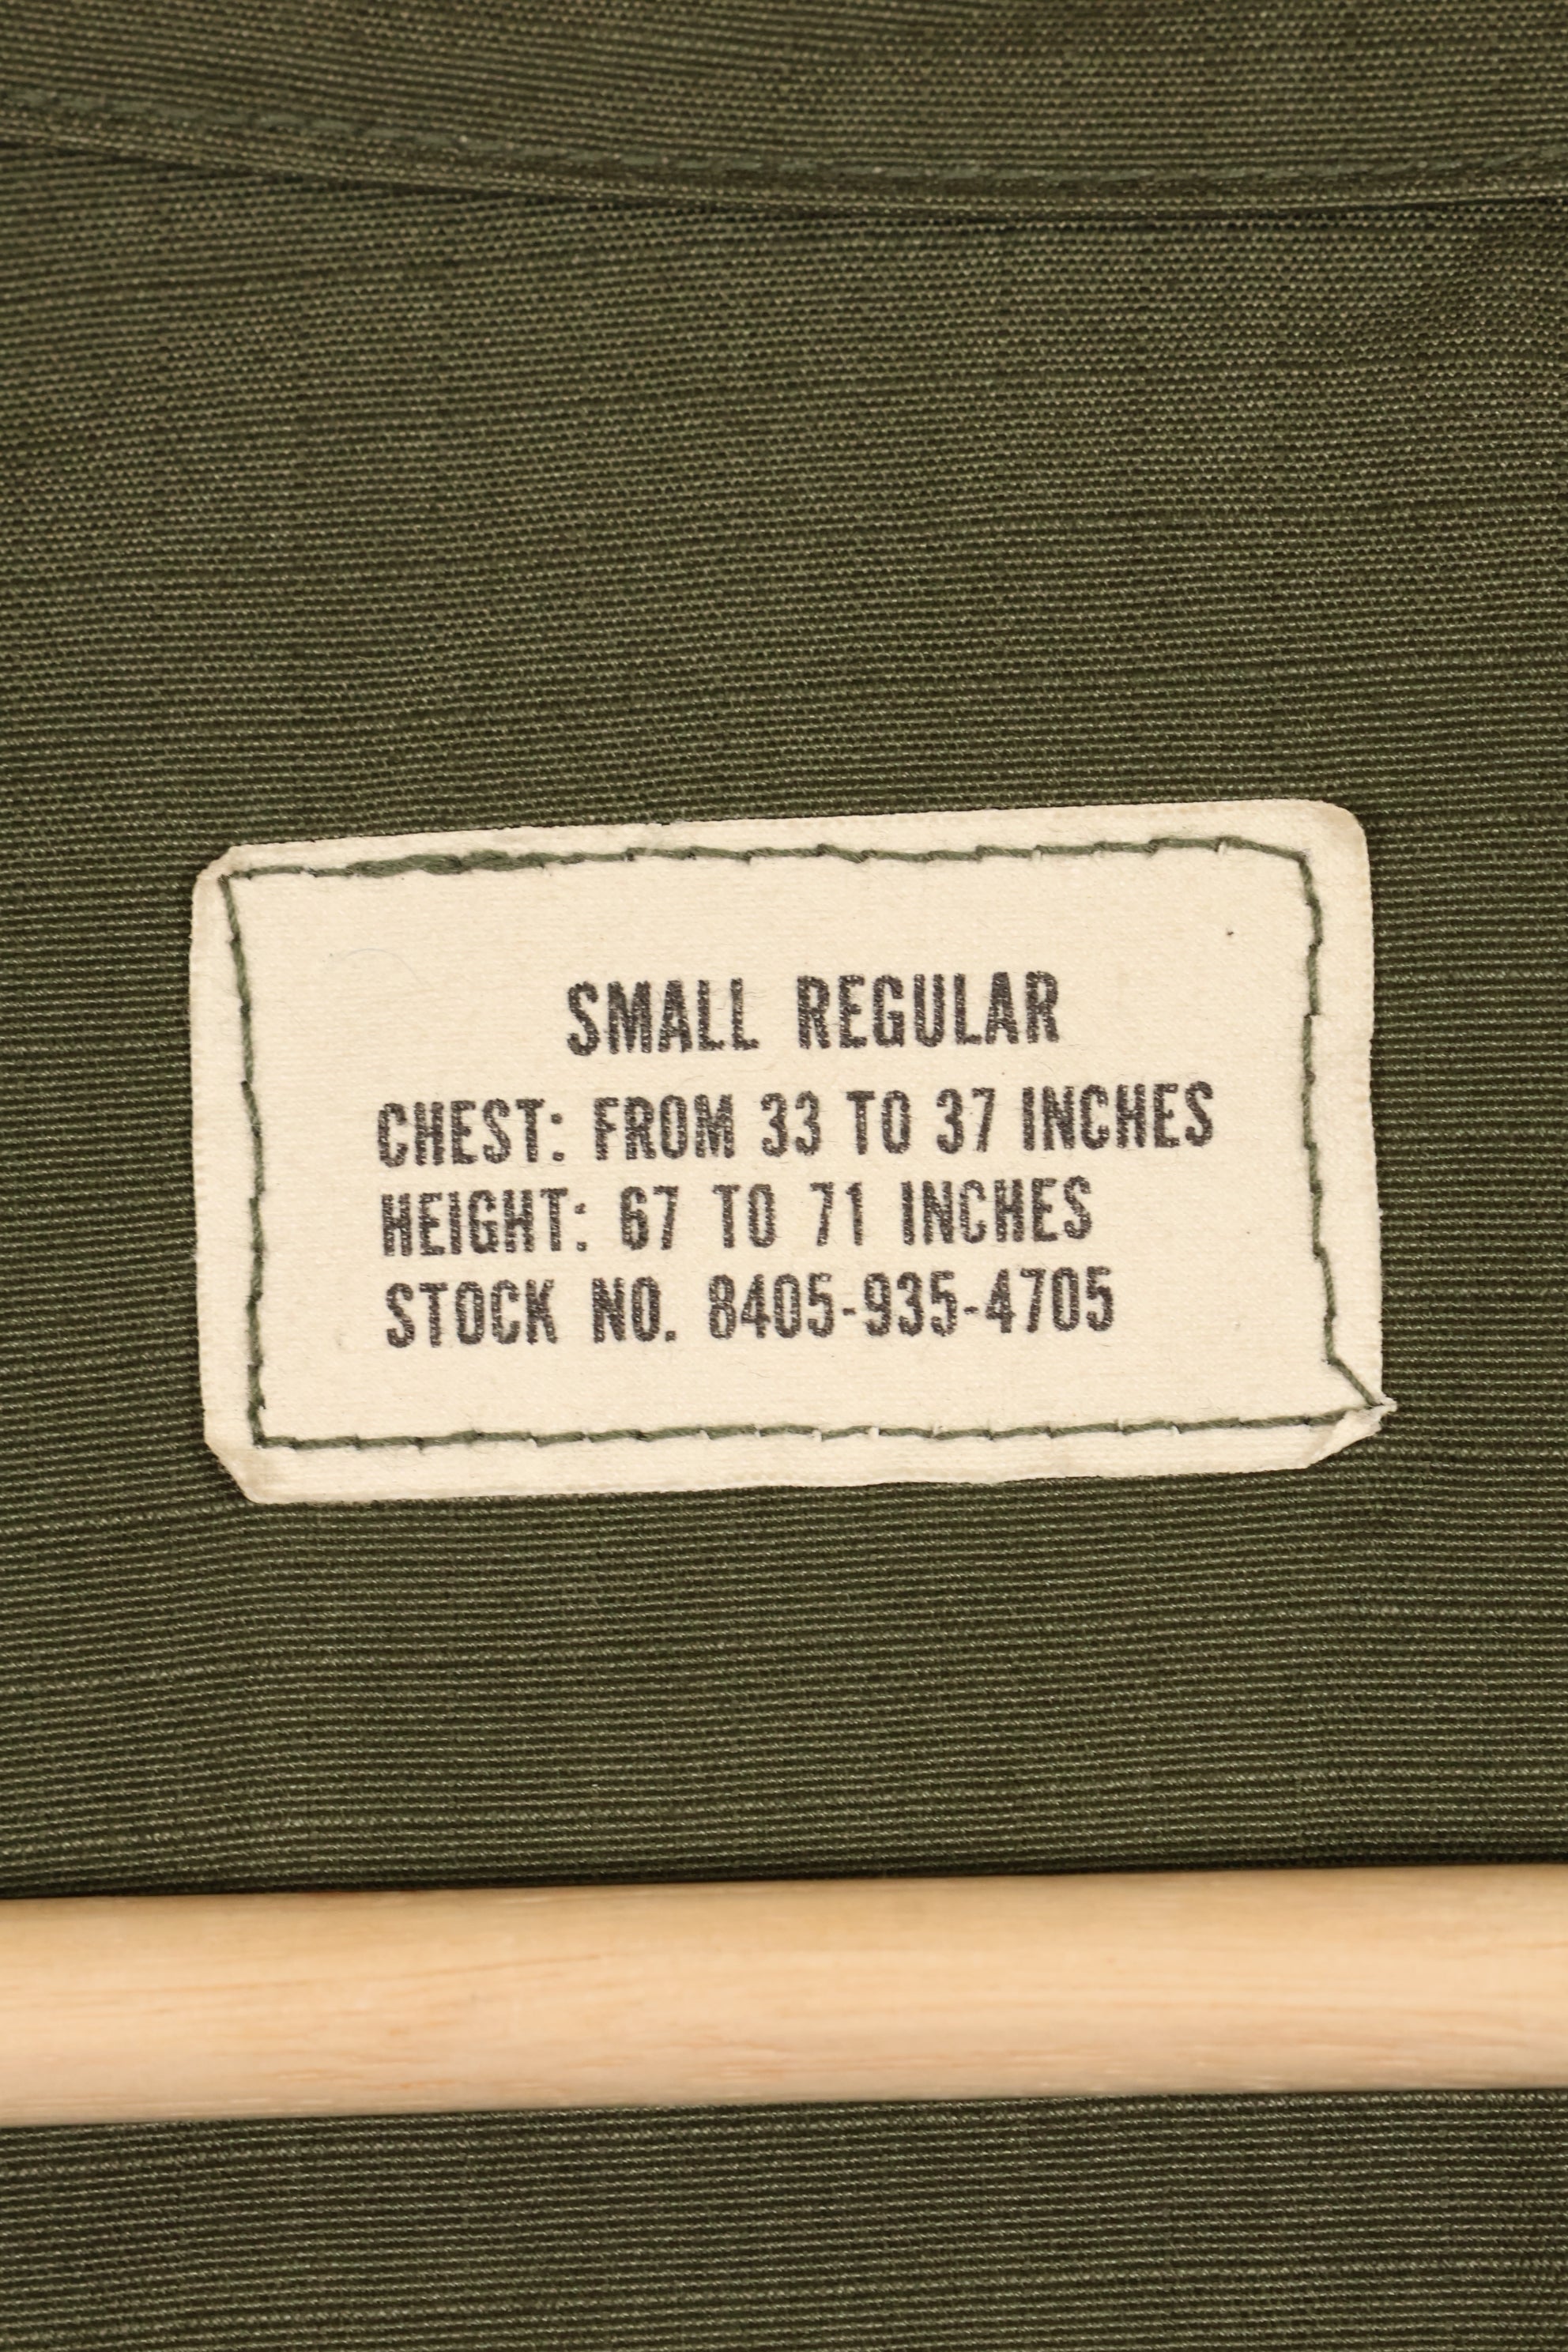 SMALL REGULAR
CHEST: FROM 33 TO 37 INCHES
HEIGHT: 67 TO 71 INCHES
STOCK NO. 8405-935-4705